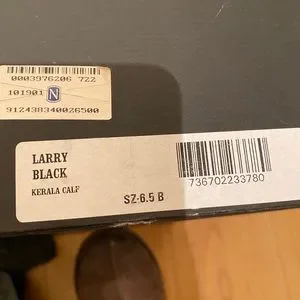 0003976206 722
101901 N
912438340026500
LARRY
BLACK
KERALA CALF
SZ-6.5 B
736702233780